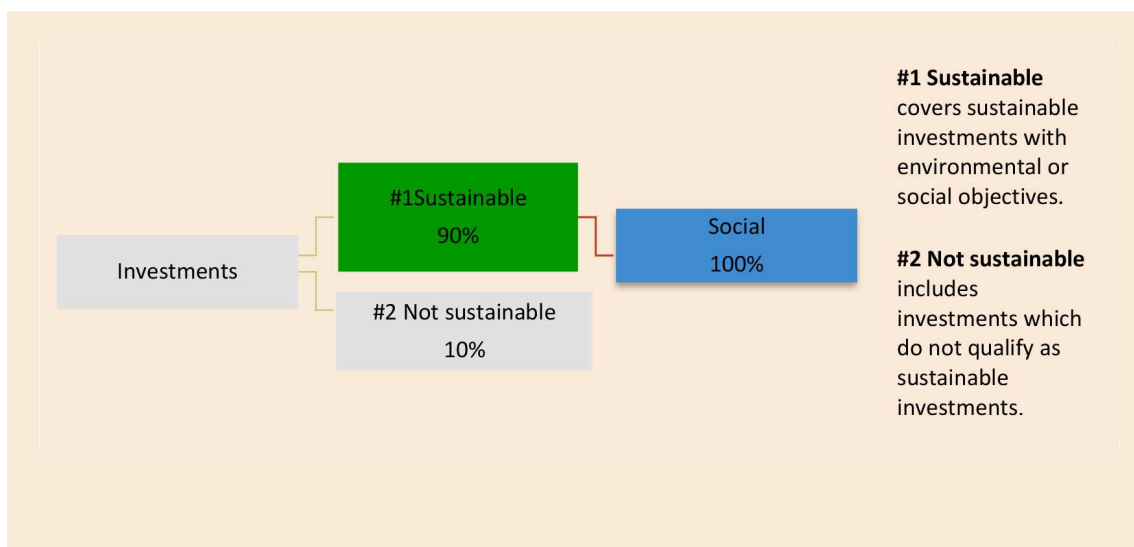 Investments
#1Sustainable
90%
#2 Not sustainable
10%
Social
100%
#1 Sustainable
covers sustainable
investments with
environmental or
social objectives.
#2 Not sustainable
includes
investments which
do not qualify as
sustainable
investments.